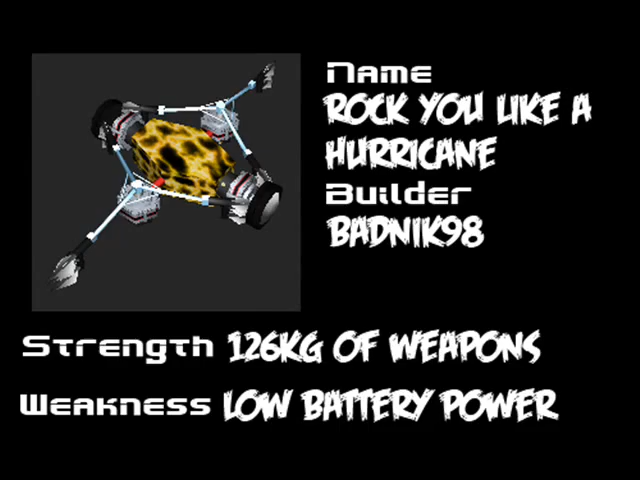 Name
ROCK YOU LIKE A
HURRICANE
Builder
BADNIK98
Strength 126KG OF WEAPONS
Weakness LOW BATTERY POWER